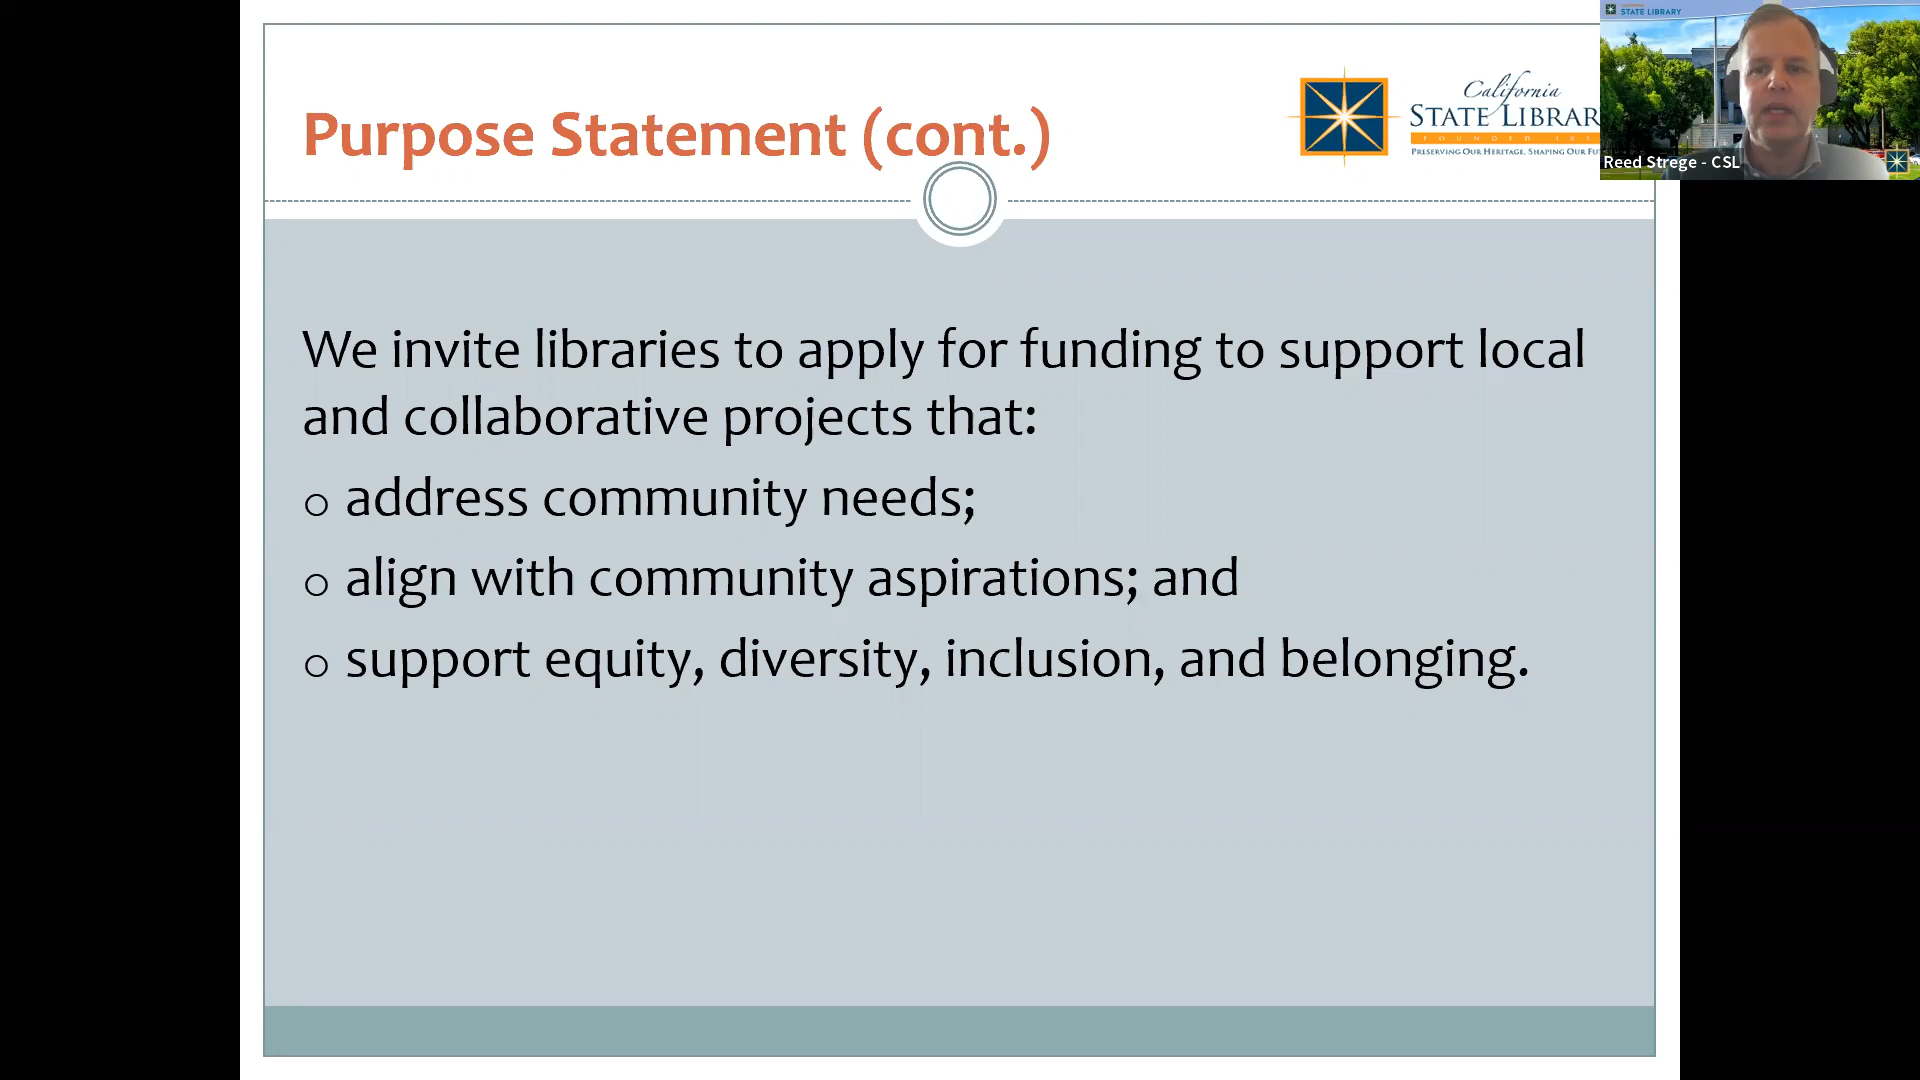 STATE LIBRARY
Purpose Statement (cont.)
California
STATE LIBRAR
FOUNDED
PRESERVING OUR HERITAGE, SHAPING OUR
Reed Strege - CSL
We invite libraries to apply for funding to support local
and collaborative projects that:
o address community needs;
o align with community aspirations; and
o support equity, diversity, inclusion, and belonging.